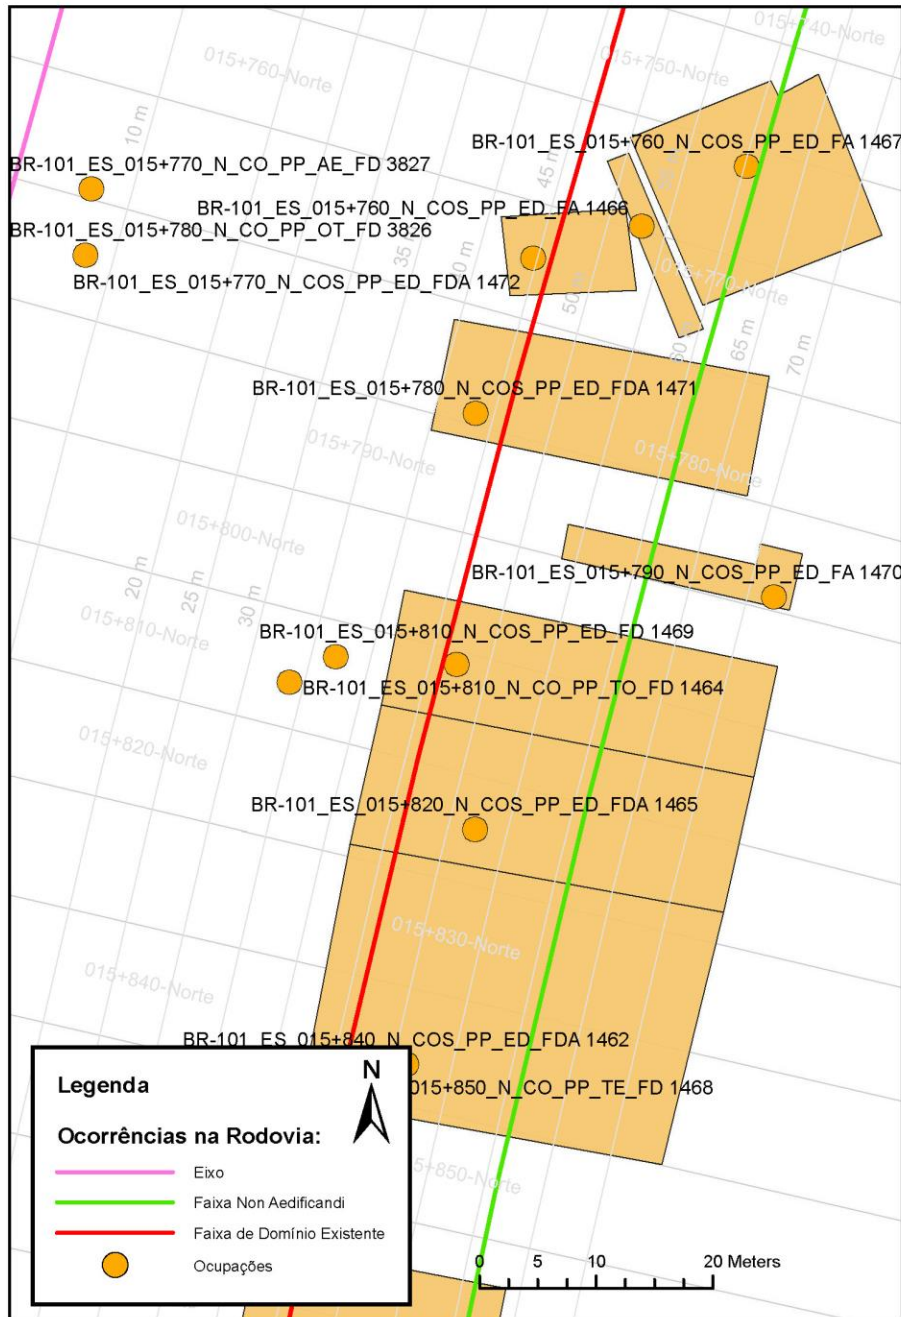 015+740-Norte
015+760-Norte
015+750-Norte
10 m
BR-101_ES_015+760_N_COS_PP_ED_FA 1467
BR-101_ES_015+770_N_CO_PP_AE_FD 3827
45 m
BR-101_ES_015+760_N_COS_PP_ED_FA 1466
BR-101_ES_015+780_N_CO_PP_OT_FD 3826
35 m
015+770-Norte
BR-101_ES_015+770_N_COS_PP_ED_FDA 1472
50 m
65 m
70 m
BR-101_ES_015+780_N_COS_PP_ED_FDA 1471
015+790-Norte
015+780-Norte
015+800-Norte
20 m
25 m
30 m
BR-101_ES_015+790_N_COS_PP_ED_FA 1470
015+810-Norte
BR-101_ES_015+810_N_COS_PP_ED_FD 1469
BR-101_ES_015+810_N_CO_PP_TO_FD 1464
015+820-Norte
BR-101_ES_015+820_N_COS_PP_ED_FDA 1465
015+830-Norte
015+840-Norte
BR-101_ES_015+840_N_COS_PP_ED_FDA 1462
015+850_N_CO_PP_TE_FD 1468
5+850-Norte
Legenda
N
Ocorrências na Rodovia:
Eixo
Faixa Non Aedificandi
Faixa de Domínio Existente
Ocupações
0 5 10 20 Meters